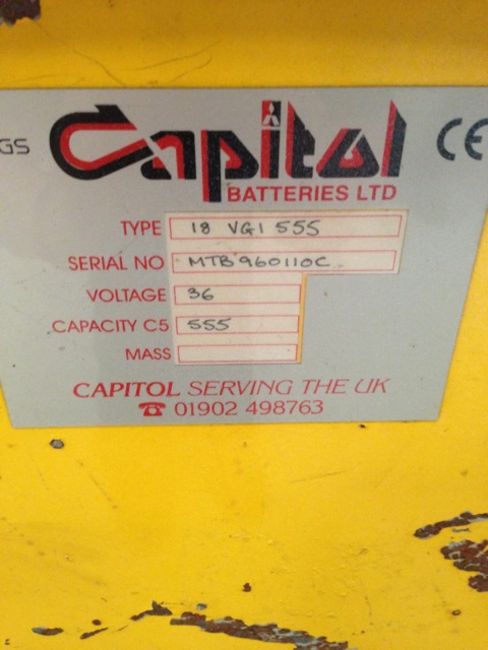 GS
Capitol
CE
BATTERIES LTD
TYPE 18 VGI 555
SERIAL NO MTB960110C
VOLTAGE 36
CAPACITY C5 555
MASS
CAPITOL SERVING THE UK
☎ 01902 498763